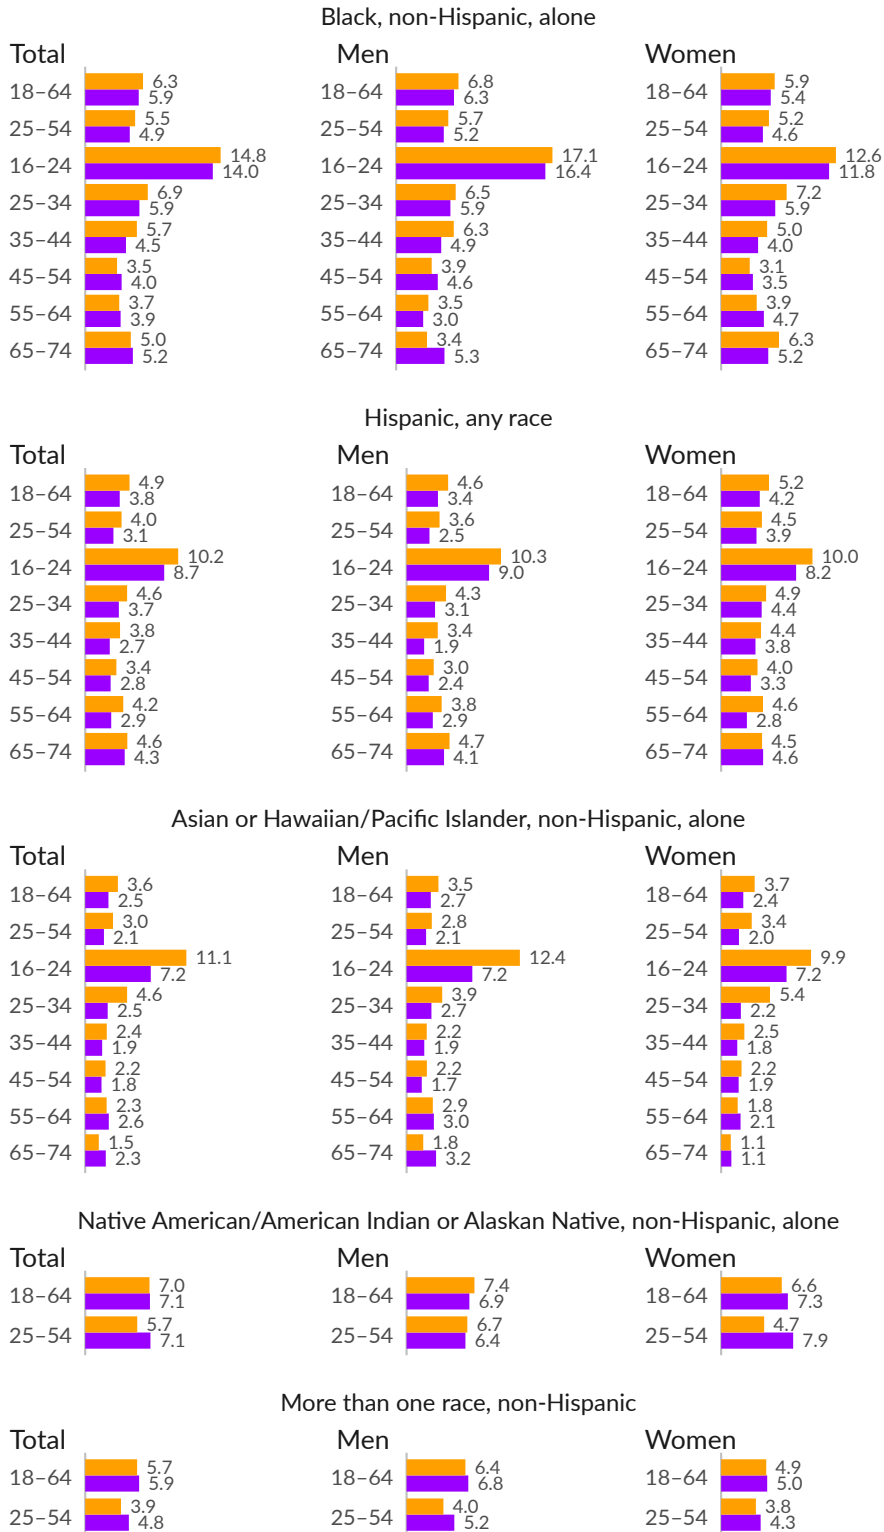 Black, non-Hispanic, alone
Total
18–64 6.3 5.9
25–54 5.5 4.9
16–24 14.8 14.0
25–34 6.9 5.9
35–44 5.7 4.5
45–54 3.5 4.0
55–64 3.7 3.9
65–74 5.0 5.2
Men
18–64 6.8 6.3
25–54 5.7 5.2
16–24 17.1 16.4
25–34 6.5 5.9
35–44 6.3 4.9
45–54 3.9 4.6
55–64 3.5 3.0
65–74 3.4 5.3
Women
18–64 5.9 5.4
25–54 5.2 4.6
16–24 12.6 11.8
25–34 7.2 5.9
35–44 5.0 4.0
45–54 3.1 3.5
55–64 3.9 4.7
65–74 6.3 5.2
Hispanic, any race
Total
18–64 4.9 3.8
25–54 4.0 3.1
16–24 10.2 8.7
25–34 4.6 3.7
35–44 3.8 2.7
45–54 3.4 2.8
55–64 4.2 2.9
65–74 4.6 4.3
Men
18–64 4.6 3.4
25–54 3.6 2.5
16–24 10.3 9.0
25–34 4.3 3.1
35–44 3.4 1.9
45–54 3.0 2.4
55–64 3.8 2.9
65–74 4.7 4.1
Women
18–64 5.2 4.2
25–54 4.5 3.9
16–24 10.0 8.2
25–34 4.9 4.4
35–44 4.4 3.8
45–54 4.0 3.3
55–64 4.6 2.8
65–74 4.5 4.6
Asian or Hawaiian/Pacific Islander, non-Hispanic, alone
Total
18–64 3.6 2.5
25–54 3.0 2.1
16–24 11.1 7.2
25–34 4.6 2.5
35–44 2.4 1.9
45–54 2.2 1.8
55–64 2.3 2.6
65–74 1.5 2.3
Men
18–64 3.5 2.7
25–54 2.8 2.1
16–24 12.4 7.2
25–34 3.9 2.7
35–44 2.2 1.9
45–54 2.2 1.7
55–64 2.9 3.0
65–74 1.8 3.2
Women
18–64 3.7 2.4
25–54 3.4 2.0
16–24 9.9 7.2
25–34 5.4 2.2
35–44 2.5 1.8
45–54 2.2 1.9
55–64 1.8 2.1
65–74 1.1 1.1
Native American/American Indian or Alaskan Native, non-Hispanic, alone
Total
18–64 7.0 7.1
25–54 5.7 7.1
Men
18–64 7.4 6.9
25–54 6.7 6.4
Women
18–64 6.6 7.3
25–54 4.7 7.9
More than one race, non-Hispanic
Total
18–64 5.7 5.9
25–54 3.9 4.8
Men
18–64 6.4 6.8
25–54 4.0 5.2
Women
18–64 4.9 5.0
25–54 3.8 4.3